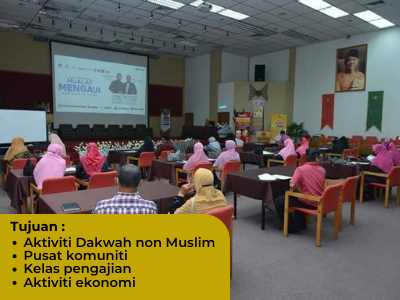 MUALAF
MENGAJI
Tujuan :
• Aktiviti Dakwah non Muslim
• Pusat komuniti
• Kelas pengajian
• Aktiviti ekonomi